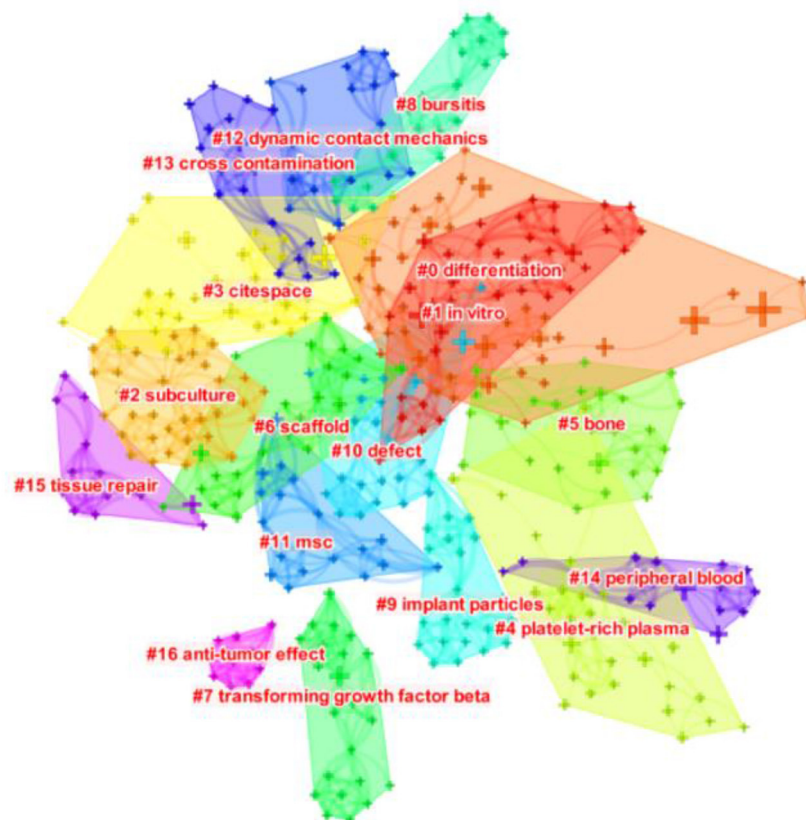 #8 bursitis
#12 dynamic contact mechanics
#13 cross contamination
#0 differentiation
#3 citespace
#1 in vitro
#2 subculture
#6 scaffold
#5 bone
#10 defect
#15 tissue repair
#11 msc
#14 peripheral blood
#9 implant particles
#4 platelet-rich plasma
#16 anti-tumor effect
#7 transforming growth factor beta